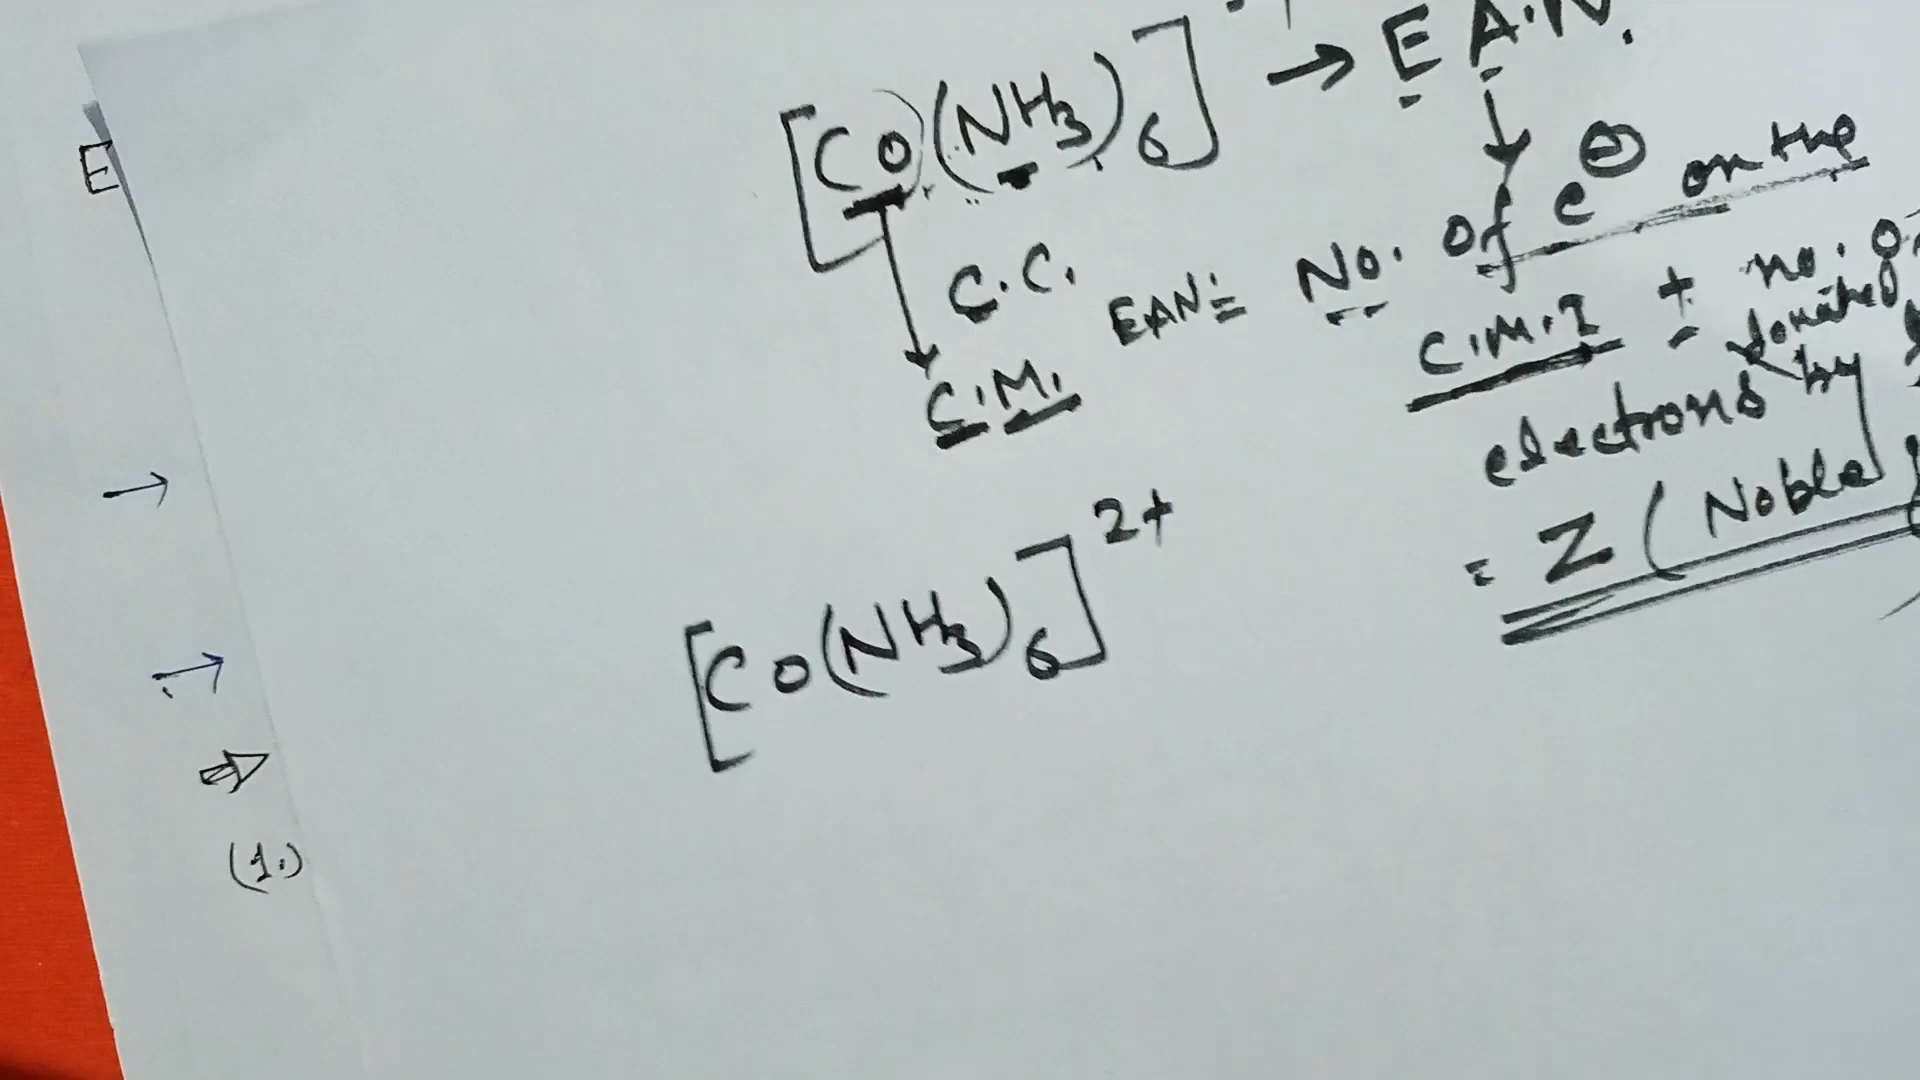 [Co(NH3)6] → E.A.N.
E
C.C.
EAN = No. of e⊖ on the
C.M.I + no. of
donated
electrons by
C.M.
= Z (Noble
→
[Co(NH3)6]2+
→
⇒
(1.)